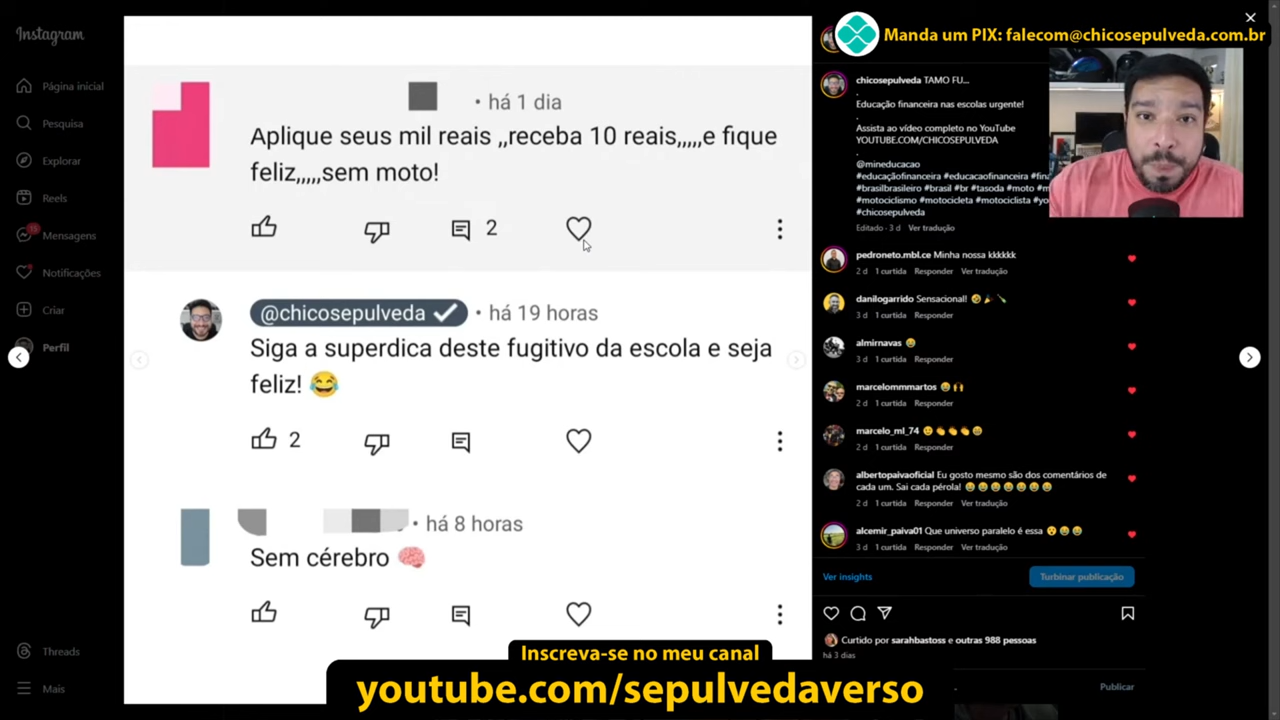 Instagram
Página inicial
Pesquisa
Explorar
Reels
15
Mensagens
Notificações
Criar
Perfil
Threads
Mais
há 1 dia
Aplique seus mil reais ,,receba 10 reais,,,,,e fique
feliz,,,,,sem moto!
2
@chicosepulveda
há 19 horas
Siga a superdica deste fugitivo da escola e seja
feliz! 😂
2
há 8 horas
Sem cérebro 🧠
Manda um PIX: falecom@chicosepulveda.com.br
chicosepulveda TAMO FU...
.
Educação financeira nas escolas urgente!
.
Assista ao vídeo completo no YouTube
YOUTUBE.COM/CHICOSEPULVEDA
.
@mineducacao
#educaçãofinanceira #educacaofinanceira
#brasilbrasileiro #brasil #br #tasoda #moto
#motociclismo #motocicleta #motociclista
#chicosepulveda
Editado · 3 d Ver tradução
pedroneto.mbl.ce Minha nossa kkkkkk
2 d 1 curtida Responder Ver tradução
danilogarrido Sensacional!
3 d 1 curtida Responder
almirnavas
3 d 1 curtida Responder
marcelommmartos
2 d 1 curtida Responder
marcelo_ml_74
2 d 1 curtida Responder
albertopaivaoficial Eu gosto mesmo são dos comentários de
cada um. Sai cada pérola!
2 d 1 curtida Responder Ver tradução
alcemir_paiva01 Que universo paralelo é essa
3 d 1 curtida Responder Ver tradução
Ver insights
Turbinar publicação
Curtido por sarahbastoss e outras 988 pessoas
há 3 dias
Publicar
Inscreva-se no meu canal
youtube.com/sepulvedaverso